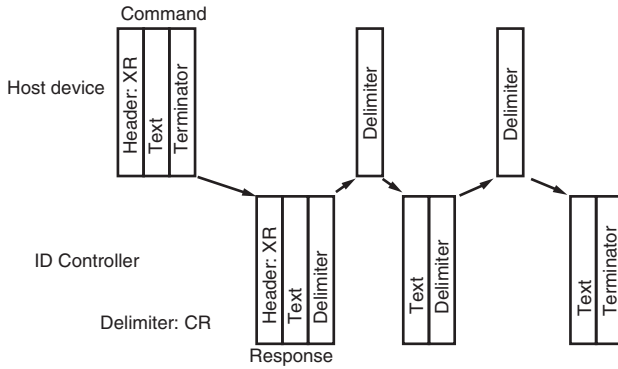 Command
Host device
Header: XR
Text
Terminator
Delimiter
Delimiter
ID Controller
Header: XR
Text
Delimiter
Text
Delimiter
Text
Terminator
Delimiter: CR
Response